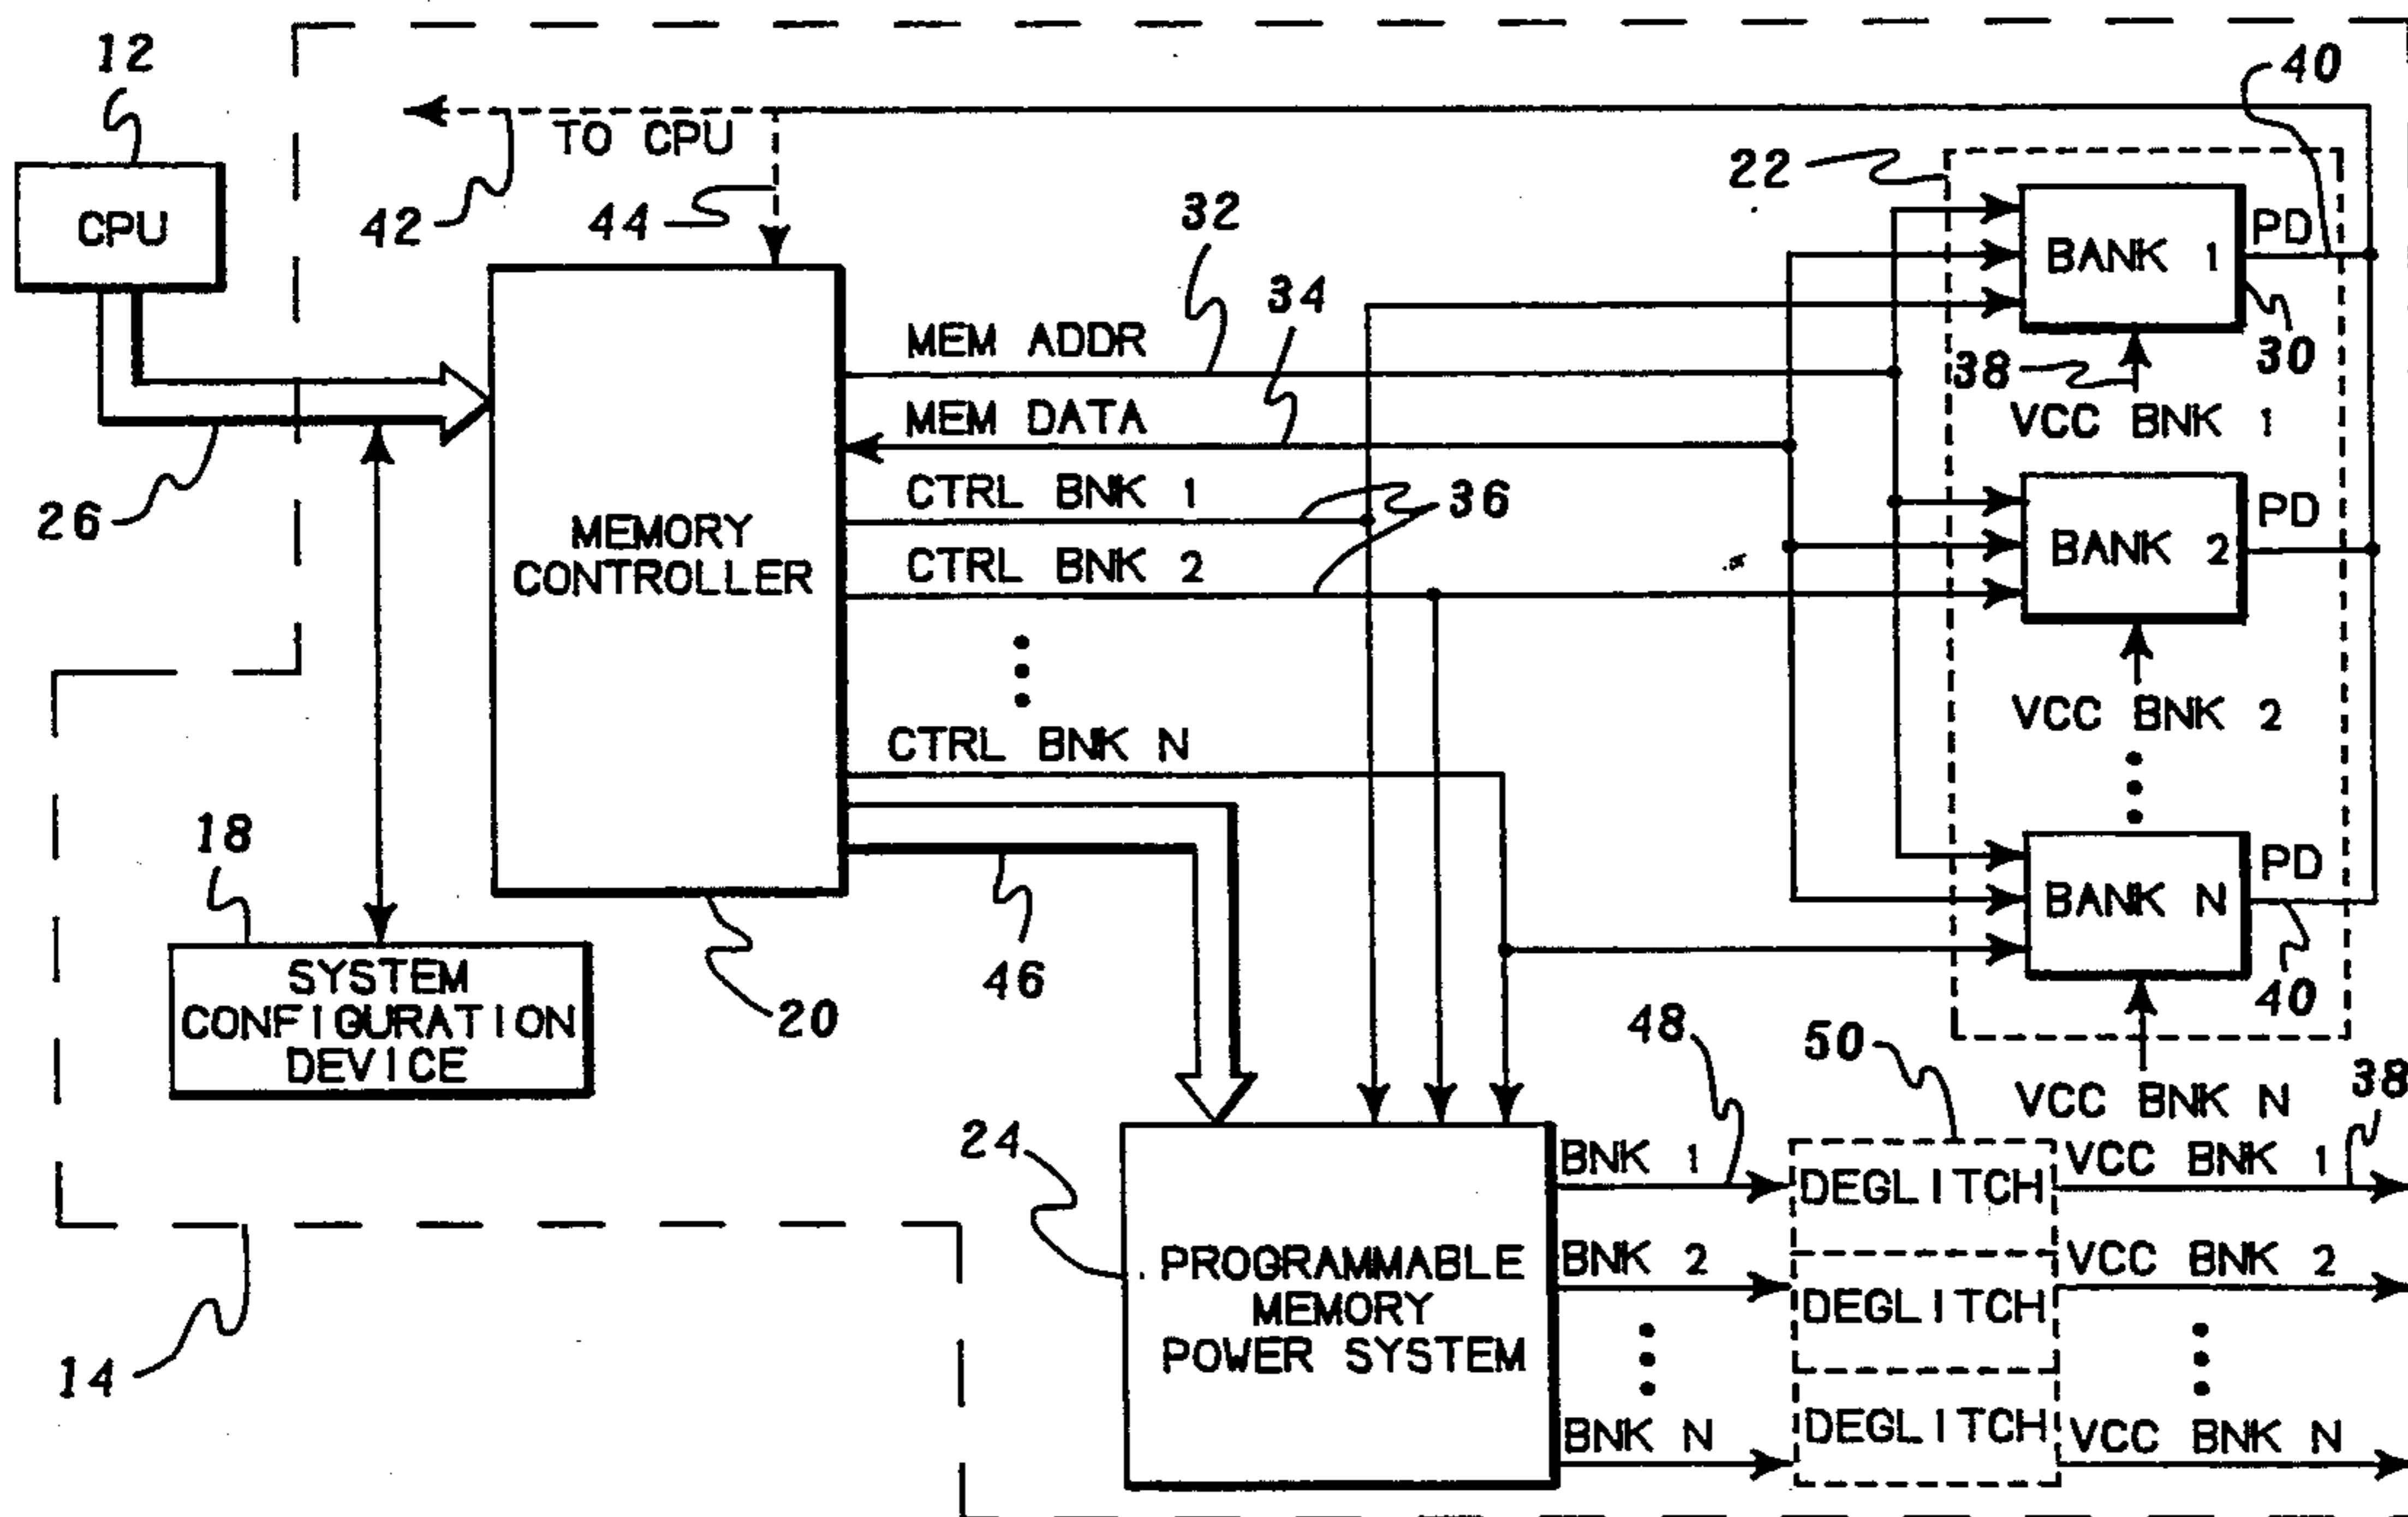 12
40
TO CPU
22
CPU
42
44
32
BANK 1
PD
34
MEM ADDR
38
30
MEM DATA
VCC BNK 1
26
CTRL BNK 1
36
PD
MEMORY
CONTROLLER
CTRL BNK 2
BANK 2
VCC BNK 2
CTRL BNK N
18
PD
BANK N
SYSTEM
CONFIGURATION
DEVICE
46
20
40
48
50
VCC BNK N
38
24
BNK 1
DEGLITCH
VCC BNK 1
PROGRAMMABLE
MEMORY
POWER SYSTEM
BNK 2
DEGLITCH
VCC BNK 2
14
BNK N
DEGLITCH
VCC BNK N